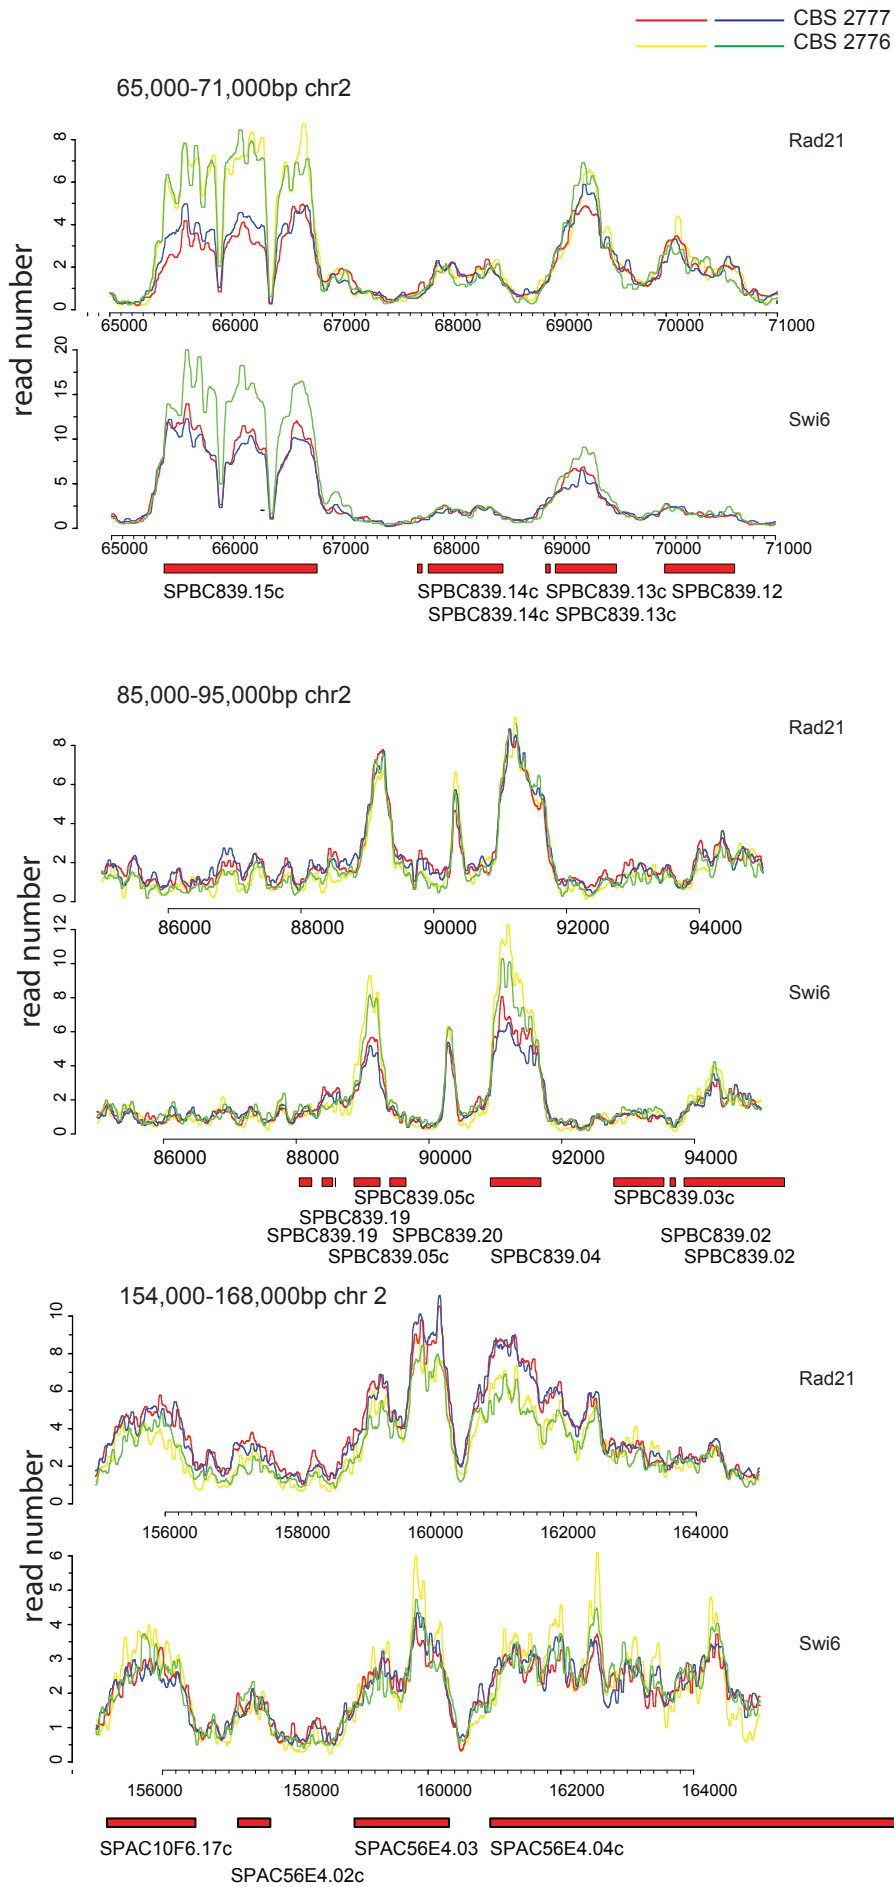 CBS 2777
CBS 2776
65,000-71,000bp chr2
Rad21
read number
0 2 4 6 8
65000 66000 67000 68000 69000 70000 71000
Swi6
0 5 10 15 20
65000 66000 67000 68000 69000 70000 71000
SPBC839.15c SPBC839.14c SPBC839.13c SPBC839.12
SPBC839.14c SPBC839.13c
85,000-95,000bp chr2
Rad21
read number
0 2 4 6 8
86000 88000 90000 92000 94000
Swi6
0 2 4 6 8 10 12
86000 88000 90000 92000 94000
SPBC839.05c SPBC839.03c
SPBC839.19
SPBC839.19 SPBC839.20 SPBC839.02
SPBC839.05c SPBC839.04 SPBC839.02
154,000-168,000bp chr 2
Rad21
read number
0 2 4 6 8 10
156000 158000 160000 162000 164000
Swi6
0 1 2 3 4 5 6
156000 158000 160000 162000 164000
SPAC10F6.17c SPAC56E4.03 SPAC56E4.04c
SPAC56E4.02c